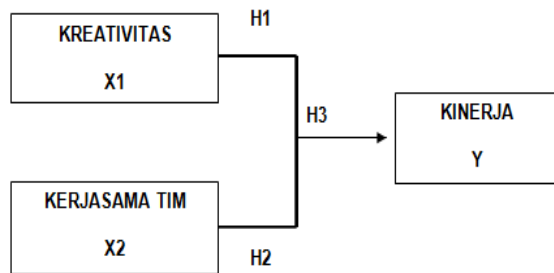 H1
KREATIVITAS
X1
H3
KINERJA
Y
KERJASAMA TIM
X2
H2